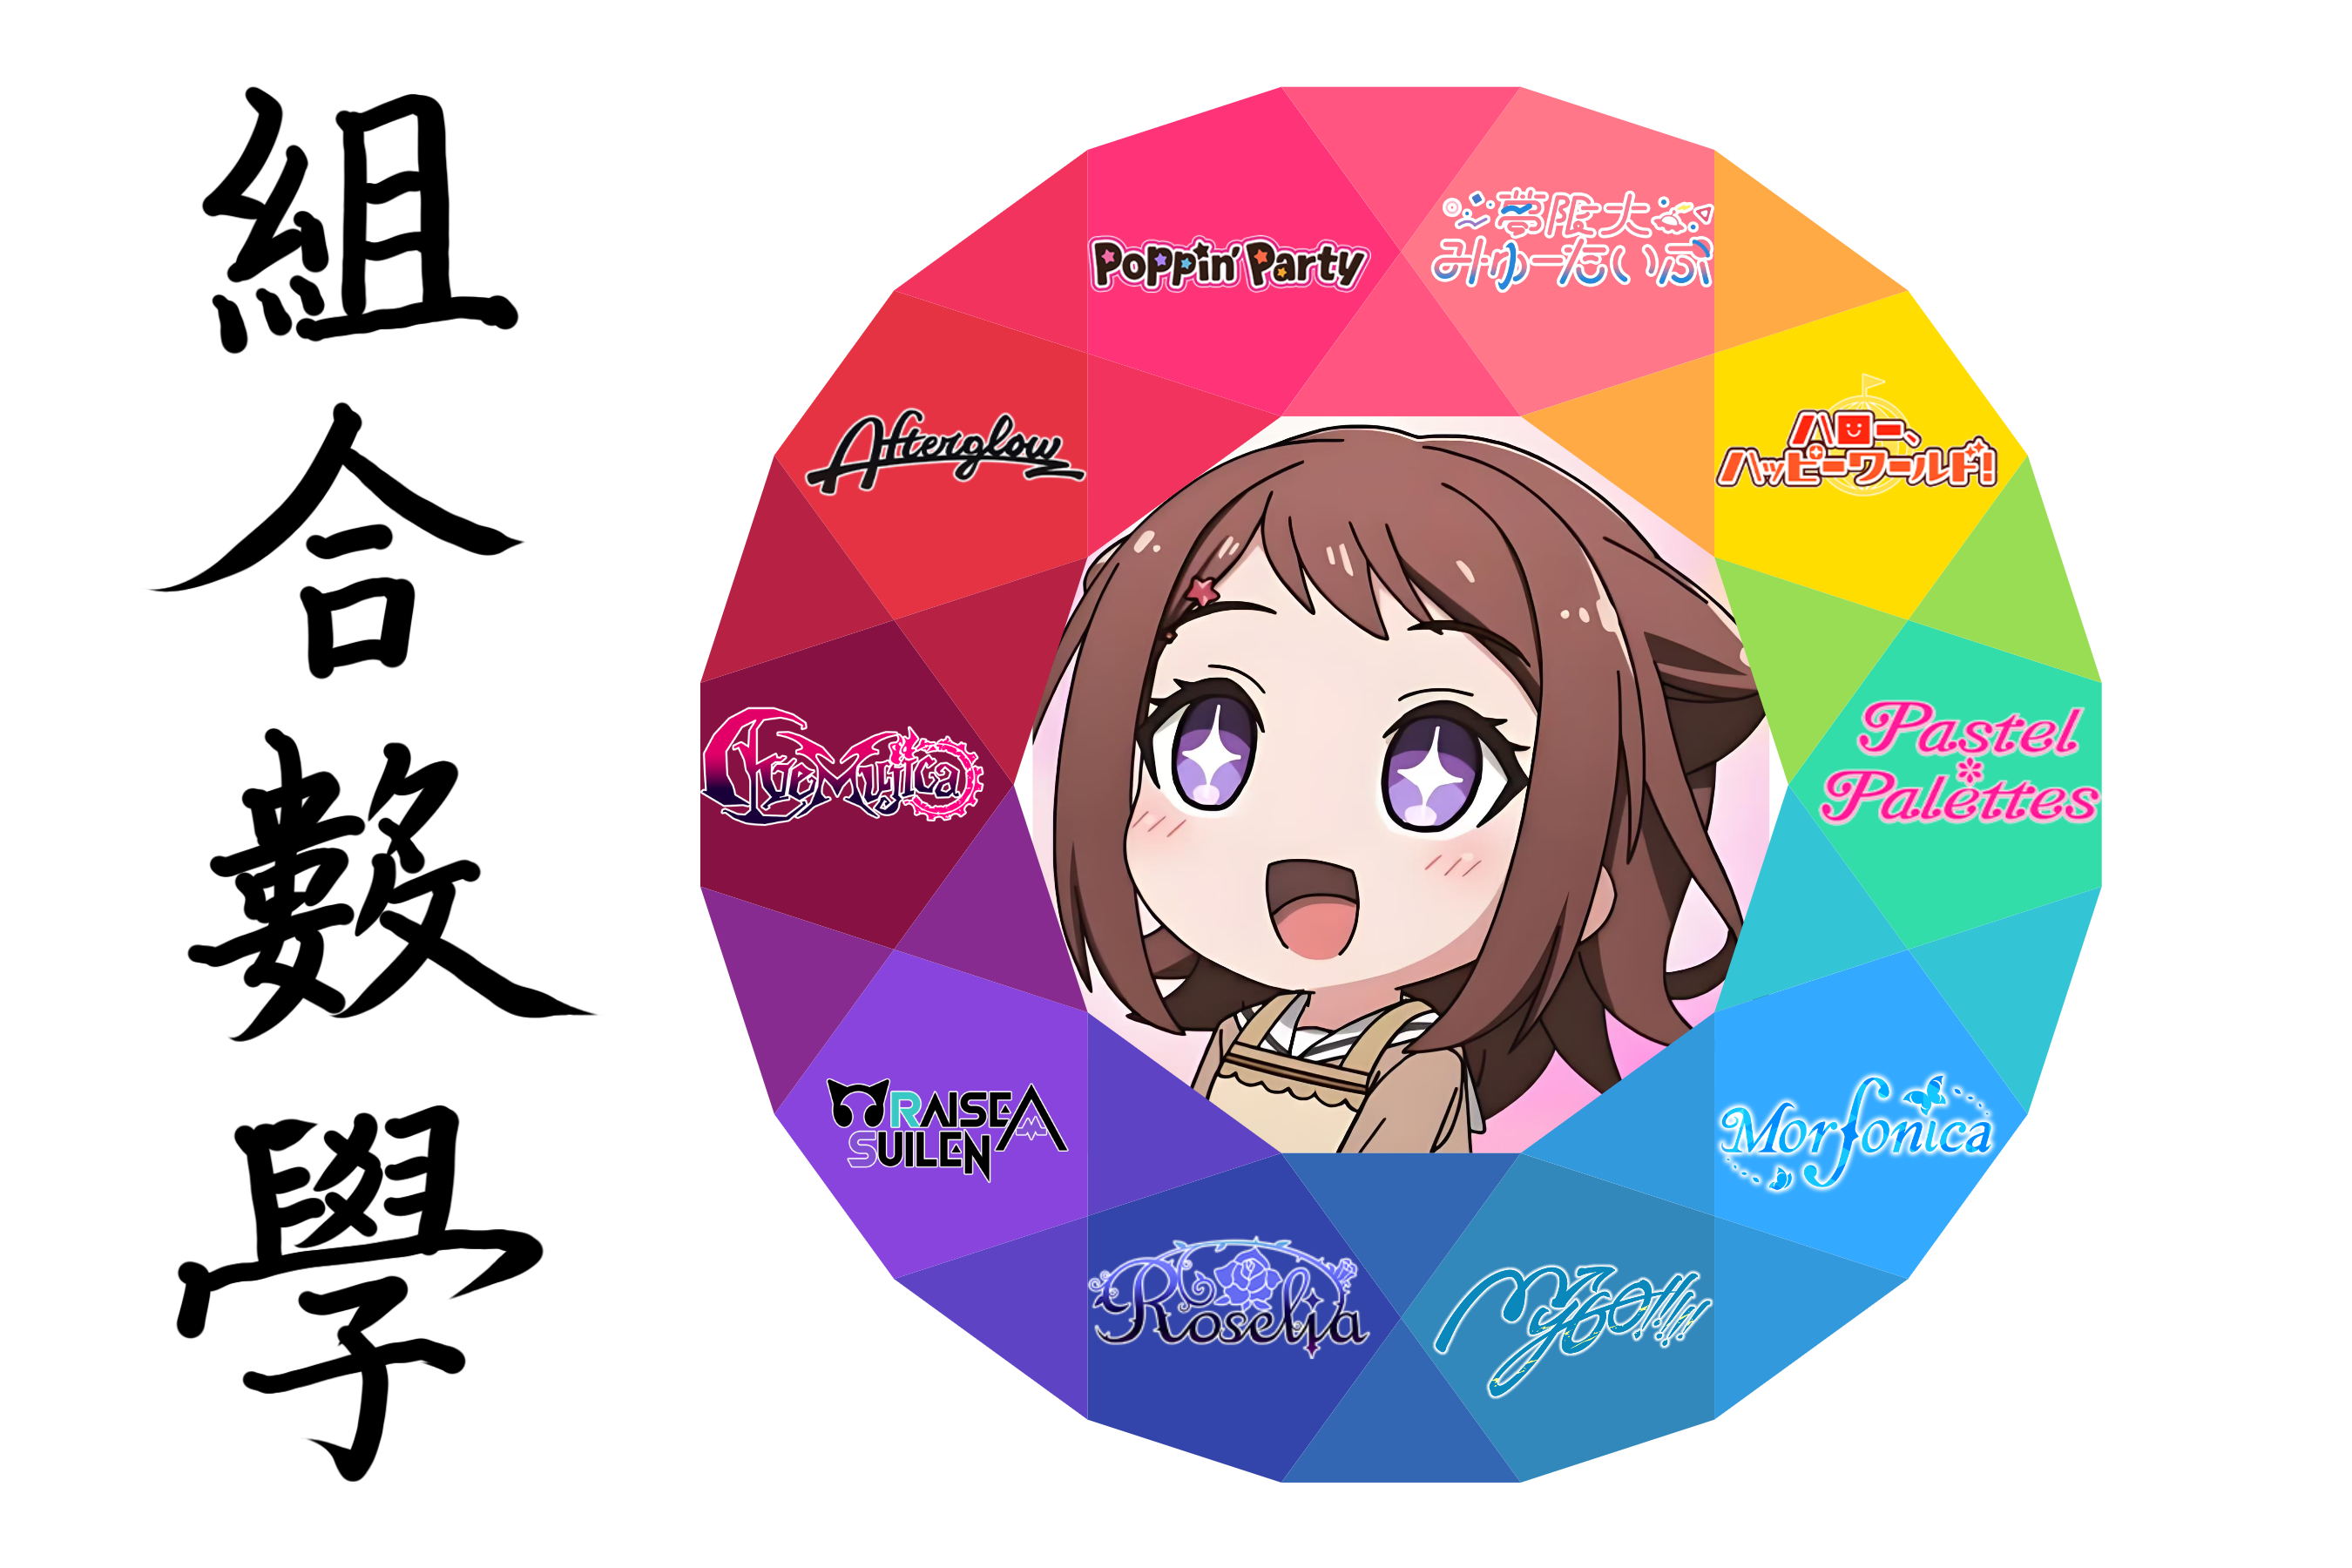 組合數學
Poppin' Party
夢限大
みゅーたいぷ
ハロー、
ハッピーワールド!
Pastel
Palettes
Morfonica
MyGO!!!!!
Roselia
RAISE A
SUILEN
Ave Mujica
Afterglow